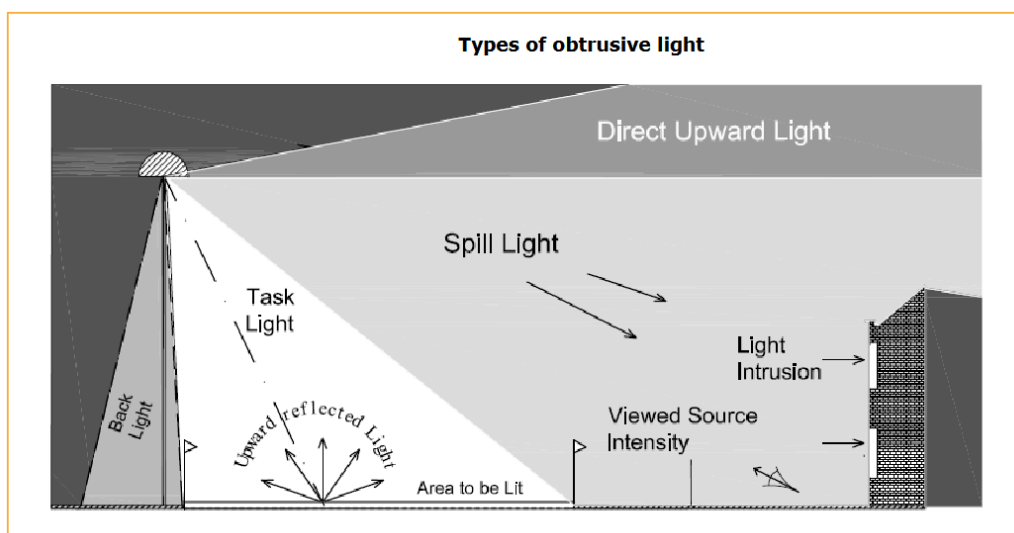 Types of obtrusive light
Direct Upward Light
Spill Light
Task
Light
Light
Intrusion
Back
Light
Upward reflected Light
Viewed Source
Intensity
Area to be Lit